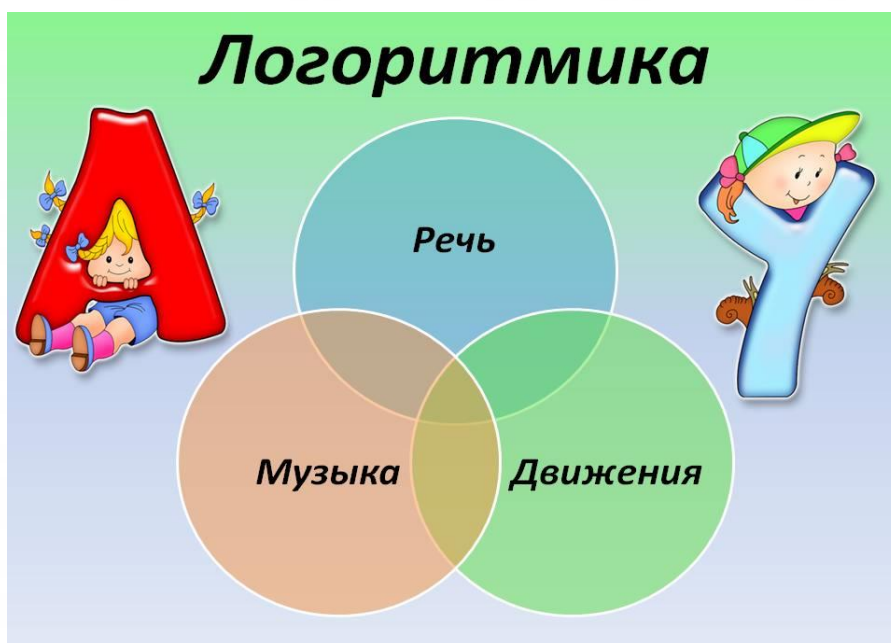 Логоритмика
А
У
Речь
Музыка
Движения